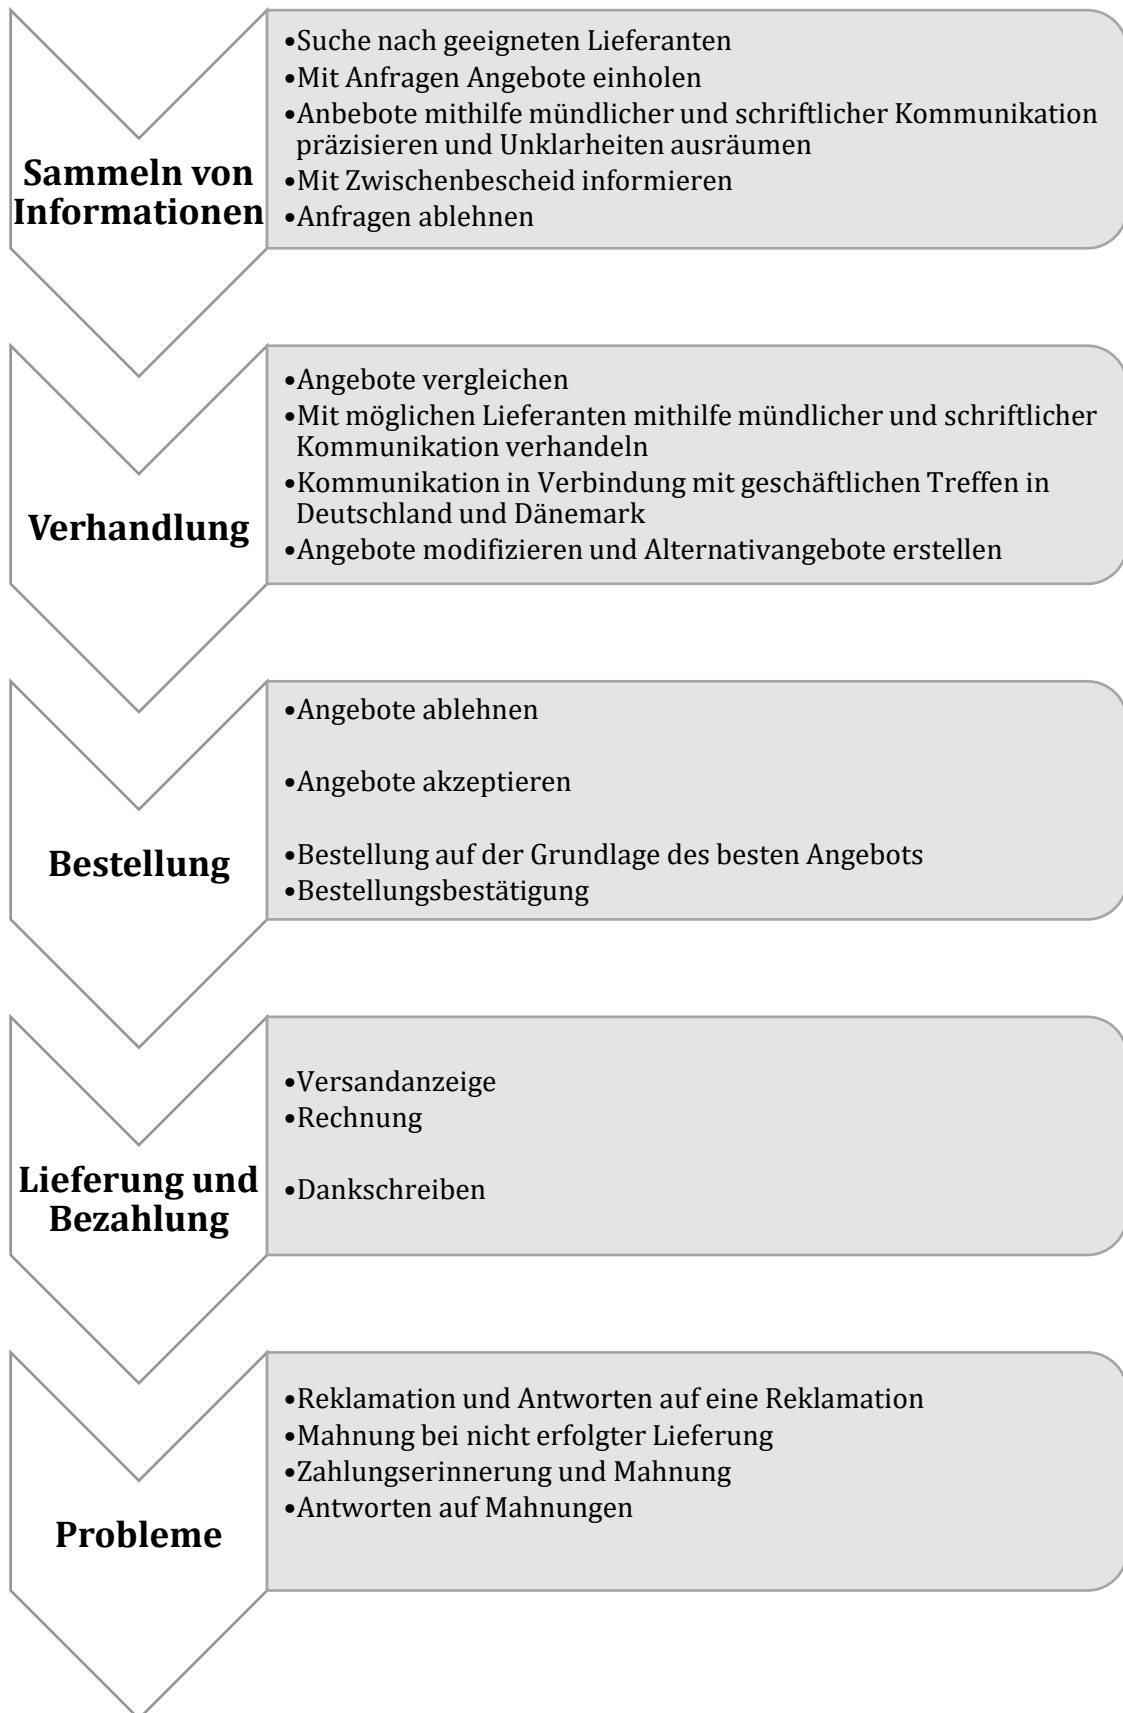 Sammeln von
Informationen
•Suche nach geeigneten Lieferanten
•Mit Anfragen Angebote einholen
•Anbebote mithilfe mündlicher und schriftlicher Kommunikation
präzisieren und Unklarheiten ausräumen
•Mit Zwischenbescheid informieren
•Anfragen ablehnen
Verhandlung
•Angebote vergleichen
•Mit möglichen Lieferanten mithilfe mündlicher und schriftlicher
Kommunikation verhandeln
•Kommunikation in Verbindung mit geschäftlichen Treffen in
Deutschland und Dänemark
•Angebote modifizieren und Alternativangebote erstellen
Bestellung
•Angebote ablehnen
•Angebote akzeptieren
•Bestellung auf der Grundlage des besten Angebots
•Bestellungsbestätigung
Lieferung und
Bezahlung
•Versandanzeige
•Rechnung
•Dankschreiben
Probleme
•Reklamation und Antworten auf eine Reklamation
•Mahnung bei nicht erfolgter Lieferung
•Zahlungserinnerung und Mahnung
•Antworten auf Mahnungen